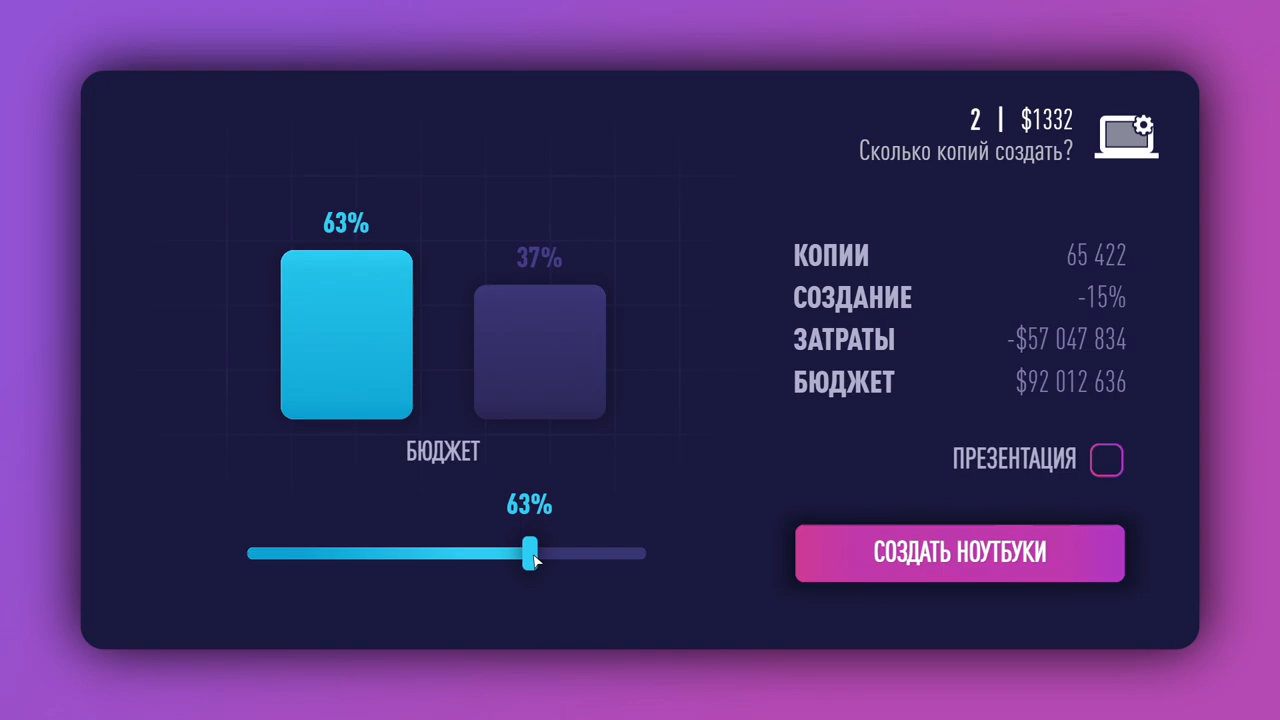 2 | $1332
Сколько копий создать?
63%
37%
БЮДЖЕТ
63%
КОПИИ 65 422
СОЗДАНИЕ -15%
ЗАТРАТЫ -$57 047 834
БЮДЖЕТ $92 012 636
ПРЕЗЕНТАЦИЯ
СОЗДАТЬ НОУТБУКИ